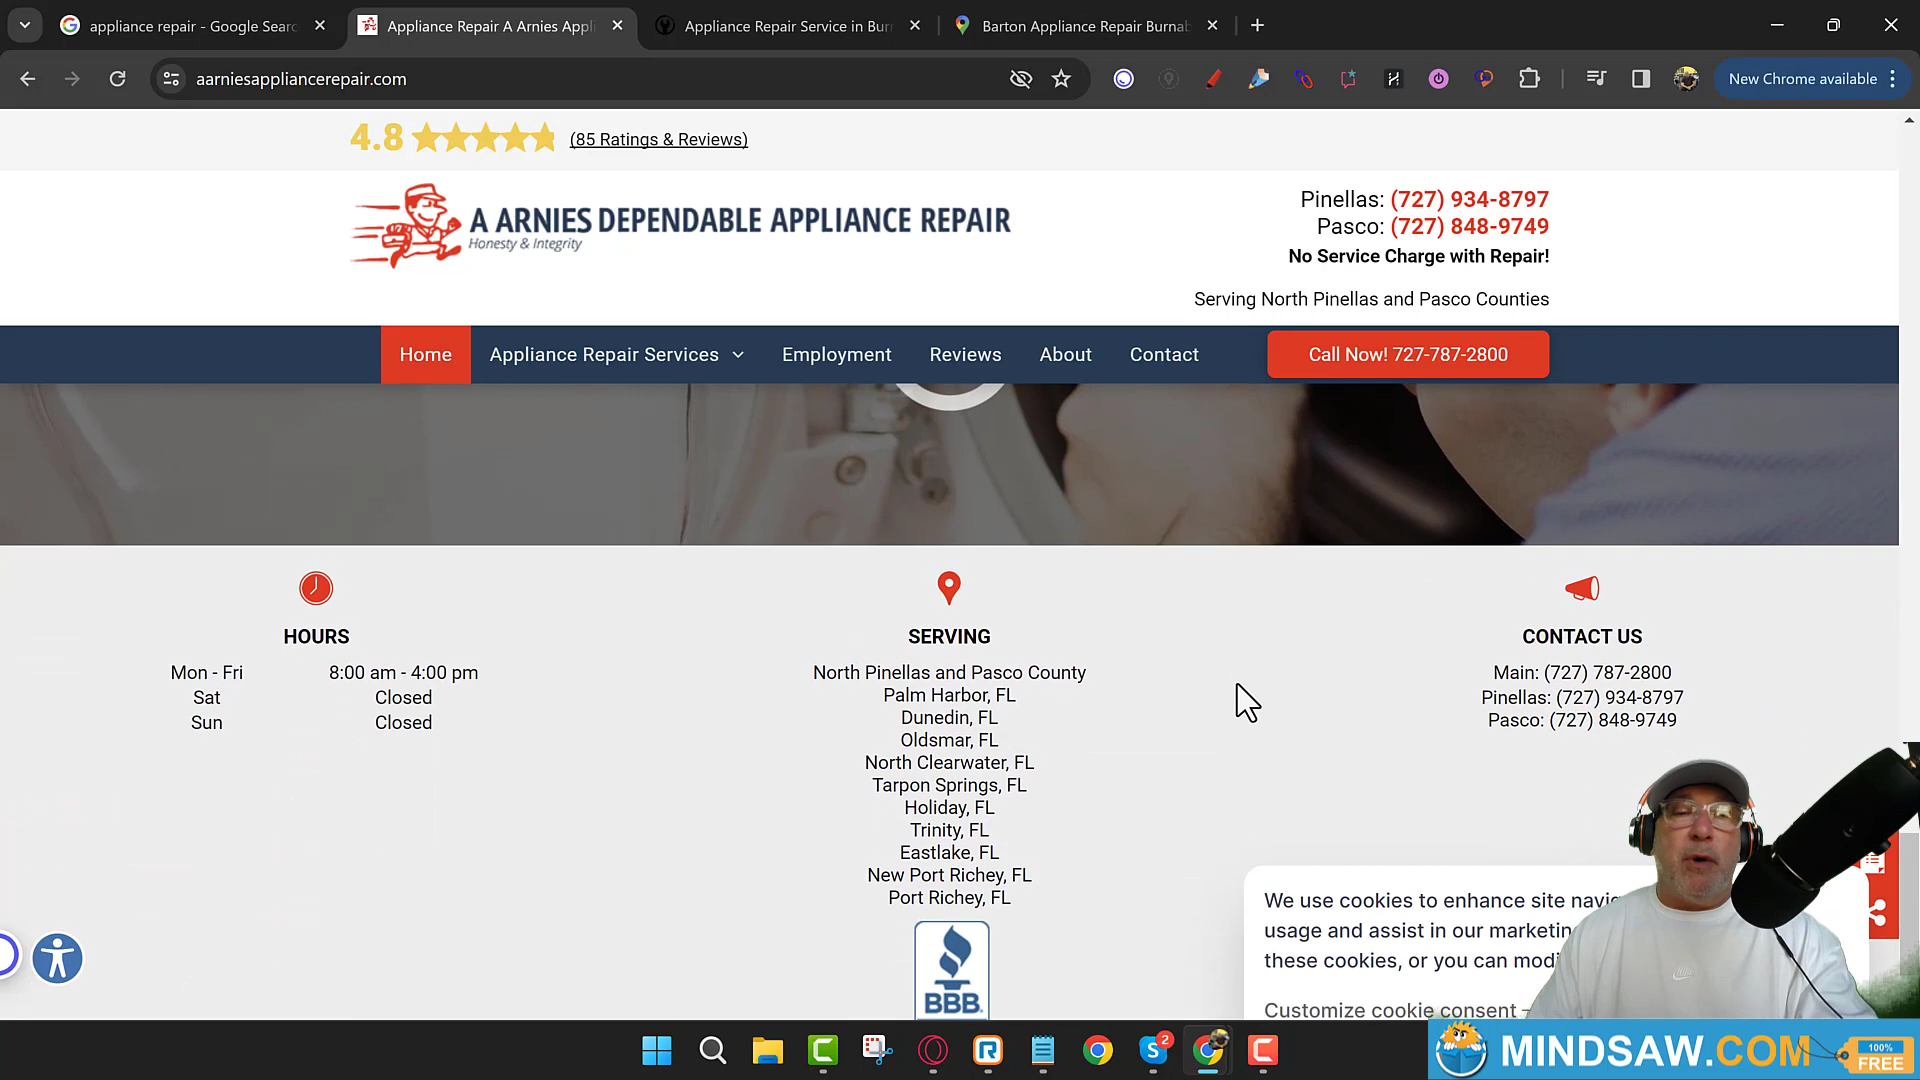 appliance repair - Google Searc
Appliance Repair A Arnies Appl
Appliance Repair Service in Bur
Barton Appliance Repair Burnab
aarniesappliancerepair.com
New Chrome available
4.8
(85 Ratings & Reviews)
A ARNIES DEPENDABLE APPLIANCE REPAIR
Honesty & Integrity
Pinellas: (727) 934-8797
Pasco: (727) 848-9749
No Service Charge with Repair!
Serving North Pinellas and Pasco Counties
Home
Appliance Repair Services
Employment
Reviews
About
Contact
Call Now! 727-787-2800
HOURS
Mon - Fri 8:00 am - 4:00 pm
Sat Closed
Sun Closed
SERVING
North Pinellas and Pasco County
Palm Harbor, FL
Dunedin, FL
Oldsmar, FL
North Clearwater, FL
Tarpon Springs, FL
Holiday, FL
Trinity, FL
Eastlake, FL
New Port Richey, FL
Port Richey, FL
BBB.
CONTACT US
Main: (727) 787-2800
Pinellas: (727) 934-8797
Pasco: (727) 848-9749
We use cookies to enhance site navig
usage and assist in our marketin
these cookies, or you can modi
Customize cookie consent
2
MINDSAW.COM
100%
FREE